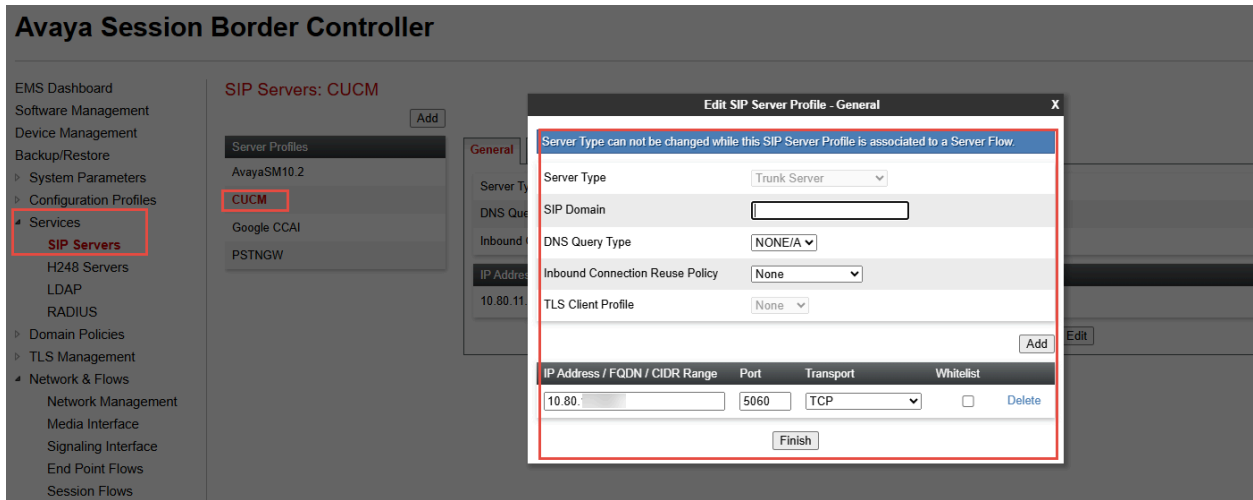 Avaya Session Border Controller
EMS Dashboard
Software Management
Device Management
Backup/Restore
System Parameters
Configuration Profiles
Services
SIP Servers
H248 Servers
LDAP
RADIUS
Domain Policies
TLS Management
Network & Flows
Network Management
Media Interface
Signaling Interface
End Point Flows
Session Flows
SIP Servers: CUCM
Add
Server Profiles
AvayaSM10.2
CUCM
Google CCAI
PSTNGW
General
Server Ty
DNS Que
Inbound
IP Addres
10.80.11.
Edit
Edit SIP Server Profile - General X
Server Type can not be changed while this SIP Server Profile is associated to a Server Flow.
Server Type Trunk Server
SIP Domain
DNS Query Type NONE/A
Inbound Connection Reuse Policy None
TLS Client Profile None
Add
IP Address / FQDN / CIDR Range Port Transport Whitelist
10.80. 5060 TCP Delete
Finish